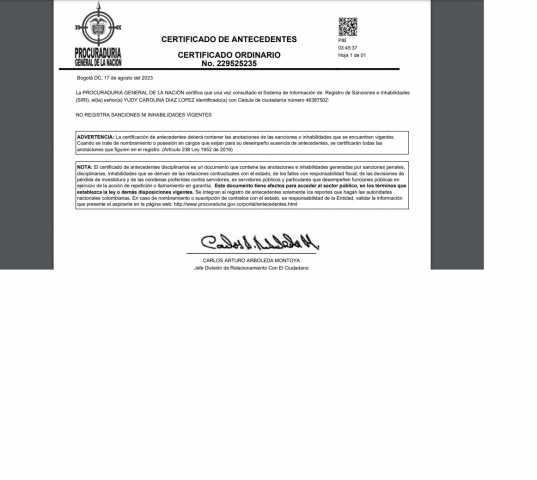 CERTIFICADO DE ANTECEDENTES
PROCURADURIA
GENERAL DE LA NACIÓN
CERTIFICADO ORDINARIO
No. 229525235
Hoja 1 de 01
Bogotá DC, 17 de agosto del 2023
La PROCURADURIA GENERAL DE LA NACIÓN certifica que una vez consultado el Sistema de Información de Registro de Sanciones e Inhabilidades
(SIRI), el(la) señor(a) YUDY CAROLINA DIAZ LOPEZ identificado(a) con Cédula de ciudadanía número
NO REGISTRA SANCIONES NI INHABILIDADES VIGENTES
ADVERTENCIA: La certificación de antecedentes deberá contener las anotaciones de las sanciones o inhabilidades que se encuentren vigentes.
Cuando se trate de nombramiento o posesión en cargos que exijan para su desempeño ausencia de antecedentes, se certificarán todas las
anotaciones que figuren en el registro. (Artículo 238 Ley 1952 de 2019)
NOTA: El certificado de antecedentes disciplinarios es un documento que contiene las anotaciones e inhabilidades generadas por sanciones penales,
disciplinarias, inhabilidades que se deriven de las relaciones contractuales con el estado, de los fallos con responsabilidad fiscal, de las decisiones de
pérdida de investidura y de las condenas proferidas contra servidores, ex servidores públicos y particulares que desempeñen funciones públicas en
ejercicio de la acción de repetición o llamamiento en garantía. Este documento tiene efectos para acceder al sector público, en los términos que
establezca la ley o demás disposiciones vigentes. Se integran al registro de antecedentes solamente los reportes que hagan las autoridades
nacionales colombianas. En caso de nombramiento o suscripción de contratos con el estado, es responsabilidad de la Entidad, validar la información
que presente el aspirante en la página web: http://www.procuraduria.gov.co/portal/antecedentes.html
CARLOS ARTURO ARBOLEDA MONTOYA
Jefe División de Relacionamiento Con El Ciudadano